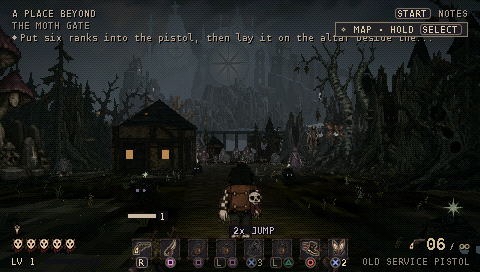 A PLACE BEYOND
THE MOTH GATE
START NOTES
✧ MAP · HOLD SELECT
◆Put six ranks into the pistol, then lay it on the altar beside the...
1
2x JUMP
R L 3 L 2
LV 1
06 / ∞
OLD SERVICE PISTOL